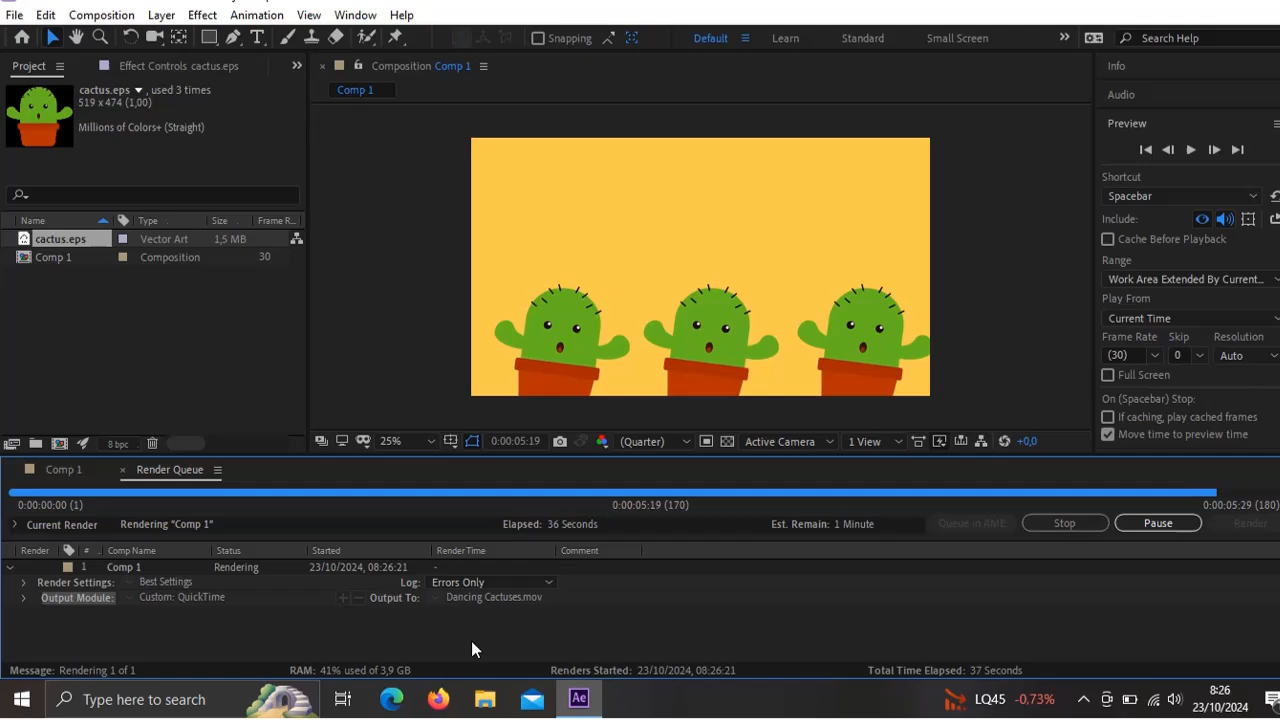 File Edit Composition Layer Effect Animation View Window Help
Snapping Default Learn Standard Small Screen Search Help
Project Effect Controls cactus.eps
cactus.eps , used 3 times
519 x 474 (1,00)
Millions of Colors+ (Straight)
Name Type Size Frame R...
cactus.eps Vector Art 1,5 MB
Comp 1 Composition 30
8 bpc
Composition Comp 1
Comp 1
25% 0:00:05:19 (Quarter) Active Camera 1 View +0,0
Info
Audio
Preview
Shortcut
Spacebar
Include:
Cache Before Playback
Range
Work Area Extended By Current...
Play From
Current Time
Frame Rate Skip Resolution
(30) 0 Auto
Full Screen
On (Spacebar) Stop:
If caching, play cached frames
Move time to preview time
Comp 1 Render Queue
0:00:00:00 (1) 0:00:05:19 (170) 0:00:05:29 (180)
Current Render Rendering "Comp 1" Elapsed: 36 Seconds Est. Remain: 1 Minute Queue in AME Stop Pause Render
Render # Comp Name Status Started Render Time Comment
1 Comp 1 Rendering 23/10/2024, 08:26:21 -
Render Settings: Best Settings Log: Errors Only
Output Module: Custom: QuickTime Output To: Dancing Cactuses.mov
Message: Rendering 1 of 1 RAM: 41% used of 3,9 GB Renders Started: 23/10/2024, 08:26:21 Total Time Elapsed: 37 Seconds
Type here to search Ae LQ45 -0,73% 8:26
23/10/2024